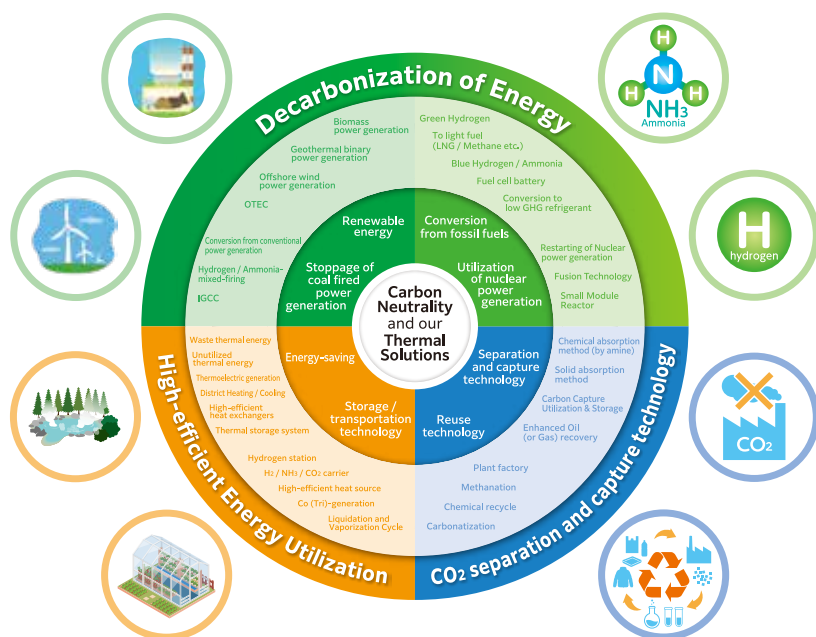 Decarbonization of Energy
H
N
H
H
NH3
Ammonia
H
hydrogen
Biomass
power generation
Geothermal binary
power generation
Offshore wind
power generation
OTEC
Conversion from conventional
power generation
Hydrogen / Ammonia-
mixed-firing
IGCC
Green Hydrogen
To light fuel
(LNG / Methane etc.)
Blue Hydrogen / Ammonia
Fuel cell battery
Conversion to
low GHG refrigerant
Restarting of Nuclear
power generation
Fusion Technology
Small Module
Reactor
Renewable
energy
Stoppage of
coal fired
power
generation
Conversion
from fossil fuels
Utilization
of nuclear
power
generation
Carbon
Neutrality
and our
Thermal
Solutions
Energy-saving
Storage /
transportation
technology
Separation
and capture
technology
Reuse
technology
Waste thermal energy
Unutilized
thermal energy
Thermoelectric generation
District Heating / Cooling
High-efficient
heat exchangers
Thermal storage system
Hydrogen station
H2 / NH3 / CO2 carrier
High-efficient heat source
Co (Tri)-generation
Liquidation and
Vaporization Cycle
Chemical absorption
method (by amine)
Solid absorption
method
Carbon Capture
Utilization & Storage
Enhanced Oil
(or Gas) recovery
Plant factory
Methanation
Chemical recycle
Carbonatization
High-efficient Energy Utilization
CO2 separation and capture technology
CO2